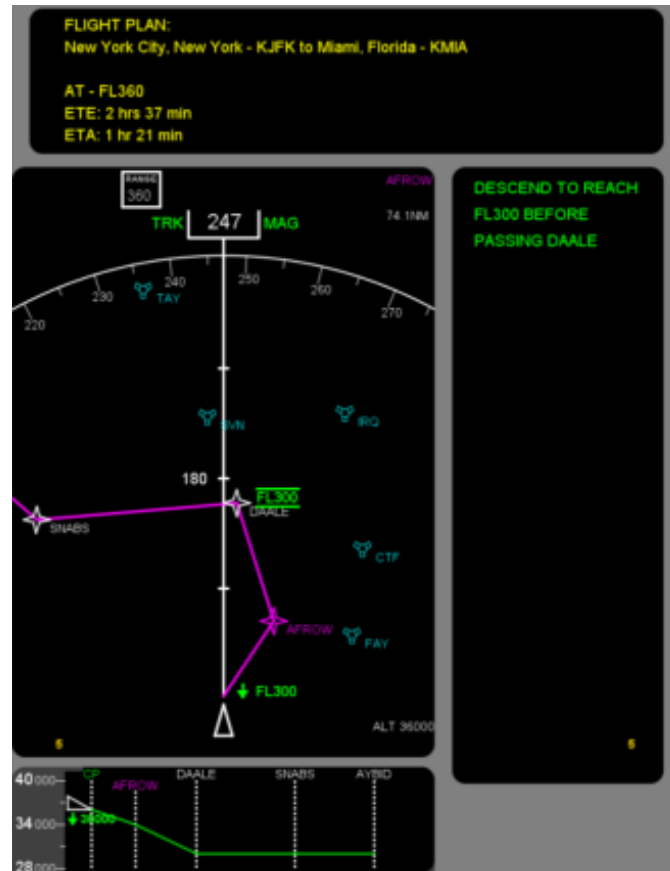 FLIGHT PLAN:
New York City, New York - KJFK to Miami, Florida - KMIA
AT - FL360
ETE: 2 hrs 37 min
ETA: 1 hr 21 min
RANGE
360
AFROW
TRK 247 MAG
74.1NM
220
230
240
250
260
270
TAY
SVN
IRQ
180
FL300
DAALE
SNABS
CTF
AFROW
FAY
FL300
ALT 36000
5
DESCEND TO REACH
FL300 BEFORE
PASSING DAALE
5
CP
AFROW
DAALE
SNABS
AYBID
40000
36000
34000
28000